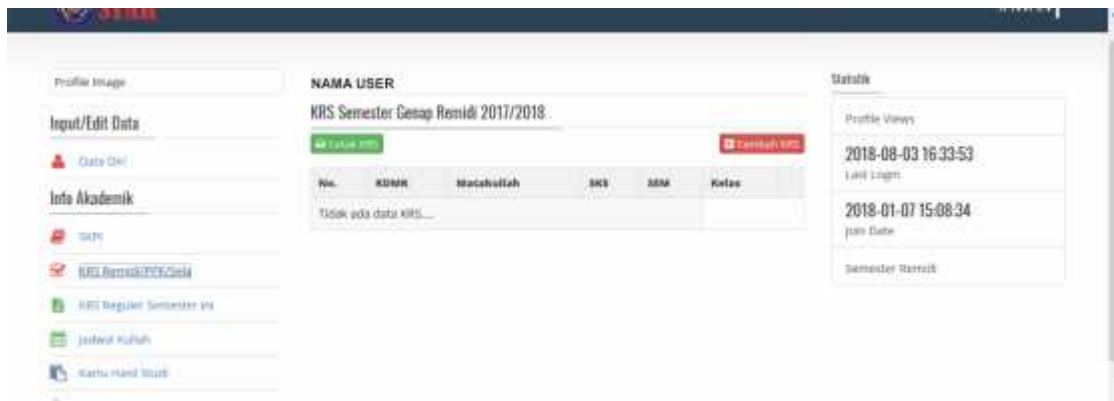 Profile Image
Input/Edit Data
Data Diri
Info Akademik
SKPI
KRS Remidi/PPK/Sela
KRS Reguler Semester ini
Jadwal Kuliah
Kartu Hasil Studi
NAMA USER
KRS Semester Genap Remidi 2017/2018
Cetak KRS
Tambah KRS
No. KDMK Matakuliah SKS SEM Kelas
Tidak ada data KRS....
Statistik
Profile Views
2018-08-03 16:33:53
Last Login
2018-01-07 15:08:34
Join Date
Semester Remidi